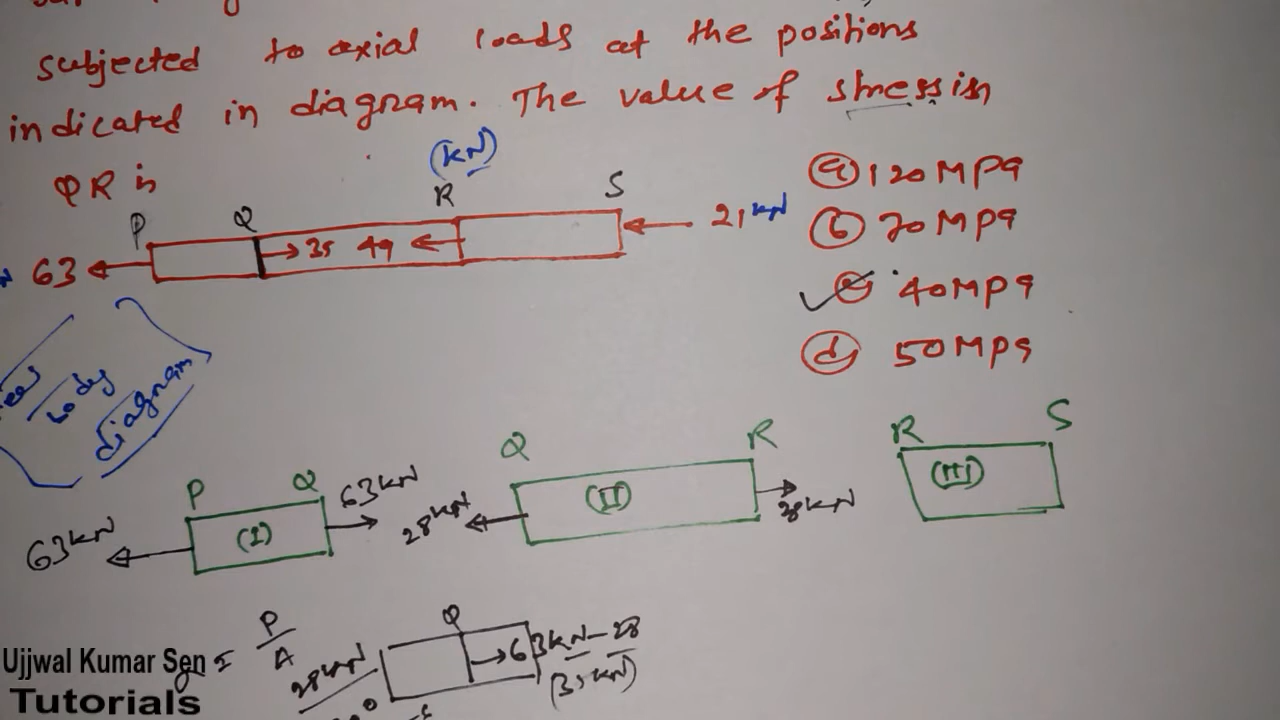 subjected to axial loads at the positions
indicated in diagram. The value of stress in
QR is
(kN)
P Q R S
63 35 49 21 kN
(a) 120 MPa
(b) 70 MPa
(c) 40 MPa
(d) 50 MPa
body
diagram
P Q Q R R S
63kN (I) 63kN 28kN (II) 28kN (III)
P
A
28kN Q 63kN-28
(35kN)
Ujjwal Kumar Sen
Tutorials